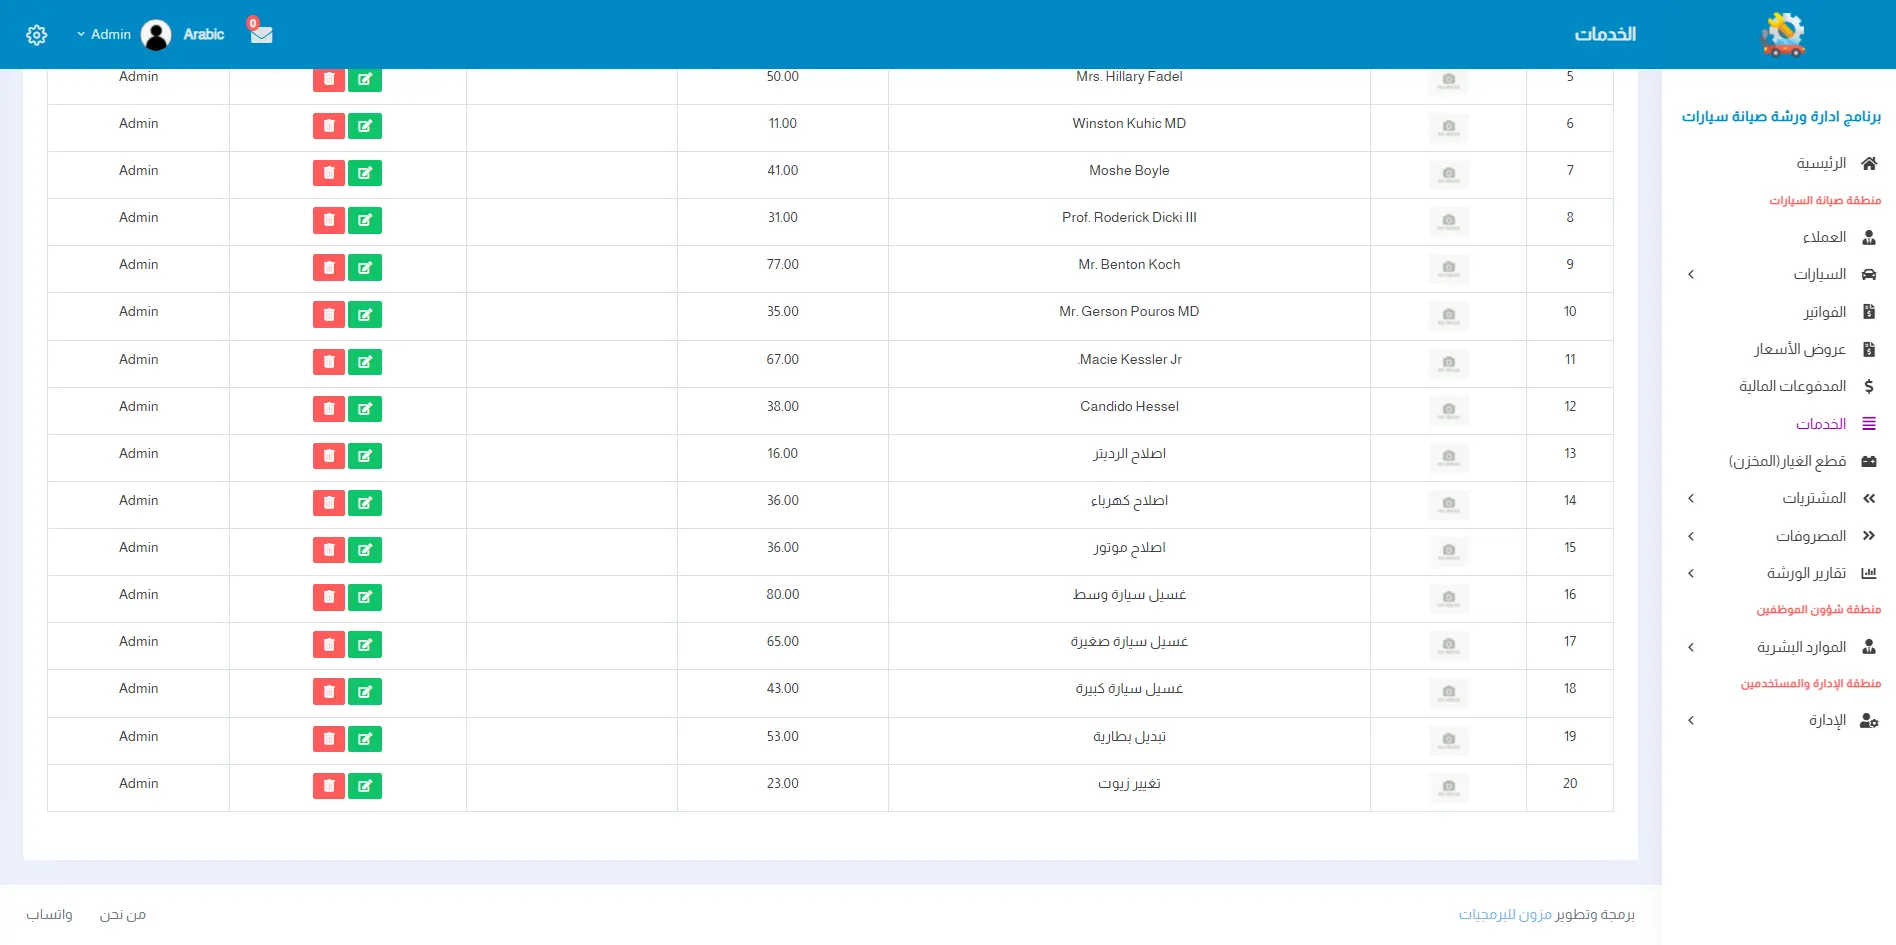 الخدمات
0
Arabic
Admin
برنامج ادارة ورشة صيانة سيارات
الرئيسية
منطقة صيانة السيارات
العملاء
السيارات
الفواتير
عروض الأسعار
المدفوعات المالية
الخدمات
قطع الغيار(المخزن)
المشتريات
المصروفات
تقارير الورشة
منطقة شؤون الموظفين
الموارد البشرية
منطقة الإدارة والمستخدمين
الإدارة
5 Mrs. Hillary Fadel 50.00 Admin
6 Winston Kuhic MD 11.00 Admin
7 Moshe Boyle 41.00 Admin
8 Prof. Roderick Dicki III 31.00 Admin
9 Mr. Benton Koch 77.00 Admin
10 Mr. Gerson Pouros MD 35.00 Admin
11 .Macie Kessler Jr 67.00 Admin
12 Candido Hessel 38.00 Admin
13 اصلاح الرديتر 16.00 Admin
14 اصلاح كهرباء 36.00 Admin
15 اصلاح موتور 36.00 Admin
16 غسيل سيارة وسط 80.00 Admin
17 غسيل سيارة صغيرة 65.00 Admin
18 غسيل سيارة كبيرة 43.00 Admin
19 تبديل بطارية 53.00 Admin
20 تغيير زيوت 23.00 Admin
برمجة وتطوير مزون للبرمجيات
من نحن
واتساب